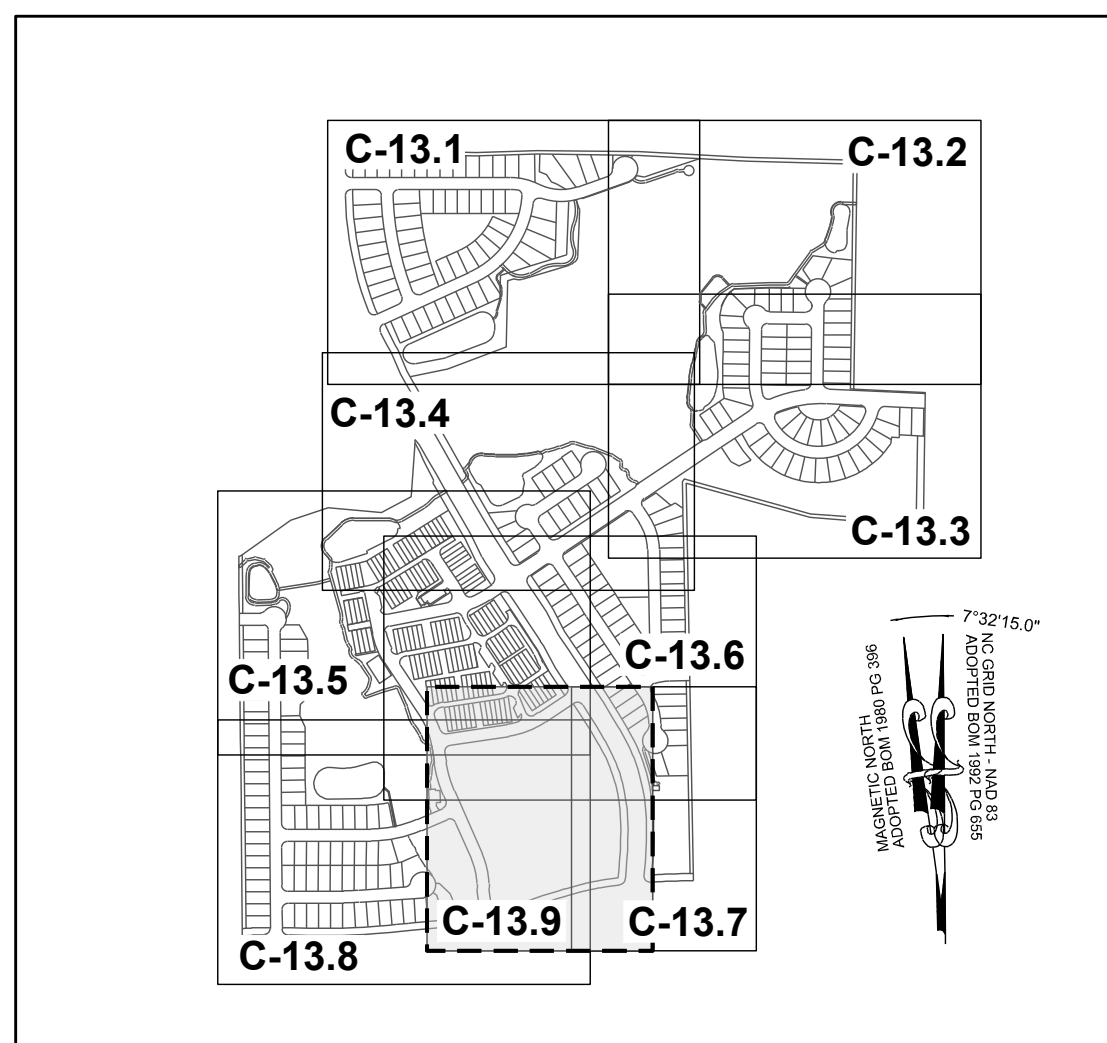 C-13.1
C-13.2
C-13.4
C-13.3
7°32'15.0"
MAGNETIC NORTH
ADOPTED BOM 1980 PG 396
NC GRID NORTH - NAD 83
ADOPTED BOM 1992 PG 655
C-13.6
C-13.5
C-13.9
C-13.7
C-13.8